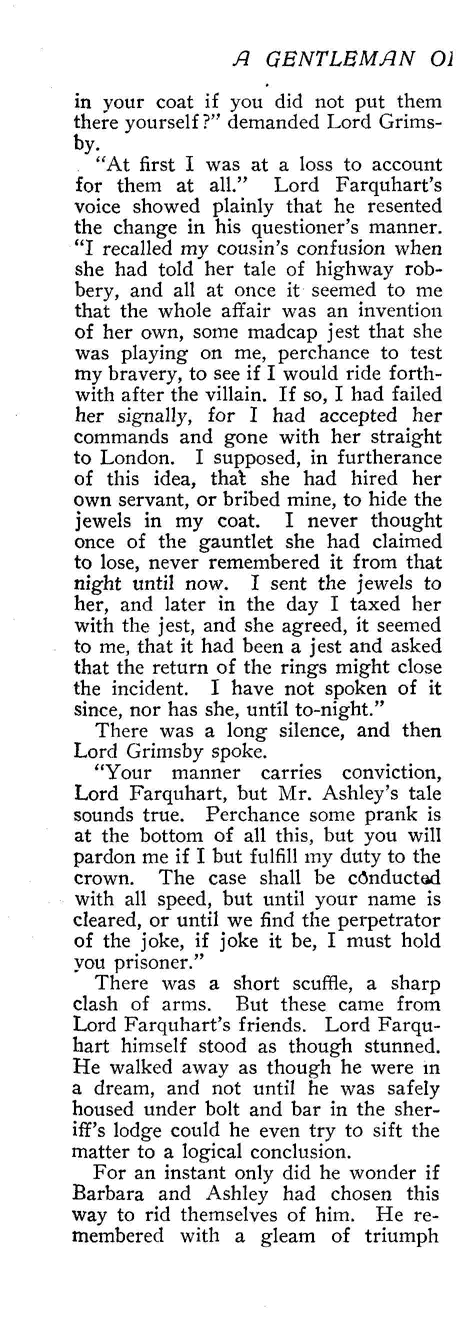 A GENTLEMAN OI
in your coat if you did not put them
there yourself?” demanded Lord Grims-
by.
“At first I was at a loss to account
for them at all.” Lord Farquhart’s
voice showed plainly that he resented
the change in his questioner’s manner.
“I recalled my cousin’s confusion when
she had told her tale of highway rob-
bery, and all at once it seemed to me
that the whole affair was an invention
of her own, some madcap jest that she
was playing on me, perchance to test
my bravery, to see if I would ride forth-
with after the villain. If so, I had failed
her signally, for I had accepted her
commands and gone with her straight
to London. I supposed, in furtherance
of this idea, that she had hired her
own servant, or bribed mine, to hide the
jewels in my coat. I never thought
once of the gauntlet she had claimed
to lose, never remembered it from that
night until now. I sent the jewels to
her, and later in the day I taxed her
with the jest, and she agreed, it seemed
to me, that it had been a jest and asked
that the return of the rings might close
the incident. I have not spoken of it
since, nor has she, until to-night.”
There was a long silence, and then
Lord Grimsby spoke.
“Your manner carries conviction,
Lord Farquhart, but Mr. Ashley’s tale
sounds true. Perchance some prank is
at the bottom of all this, but you will
pardon me if I but fulfill my duty to the
crown. The case shall be conducted
with all speed, but until your name is
cleared, or until we find the perpetrator
of the joke, if joke it be, I must hold
you prisoner.”
There was a short scuffle, a sharp
clash of arms. But these came from
Lord Farquhart’s friends. Lord Farqu-
hart himself stood as though stunned.
He walked away as though he were in
a dream, and not until he was safely
housed under bolt and bar in the sher-
iff’s lodge could he even try to sift the
matter to a logical conclusion.
For an instant only did he wonder if
Barbara and Ashley had chosen this
way to rid themselves of him. He re-
membered with a gleam of triumph